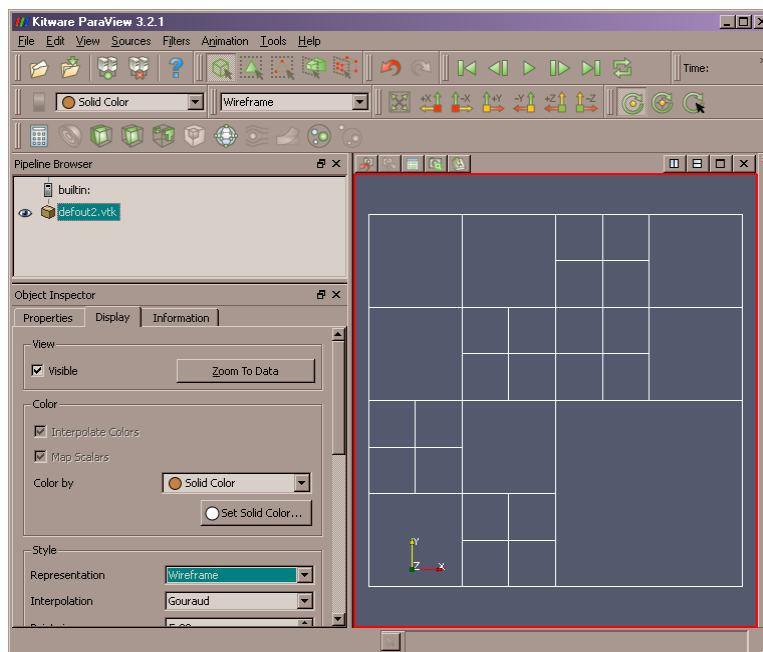 Kitware ParaView 3.2.1
File Edit View Sources Filters Animation Tools Help
Time:
Solid Color Wireframe
+X -X +Y -Y +Z -Z
Pipeline Browser
builtin:
defout2.vtk
Object Inspector
Properties Display Information
View
Visible Zoom To Data
Color
Interpolate Colors
Map Scalars
Color by Solid Color
Set Solid Color...
Style
Representation Wireframe
Interpolation Gouraud
Y
Z X